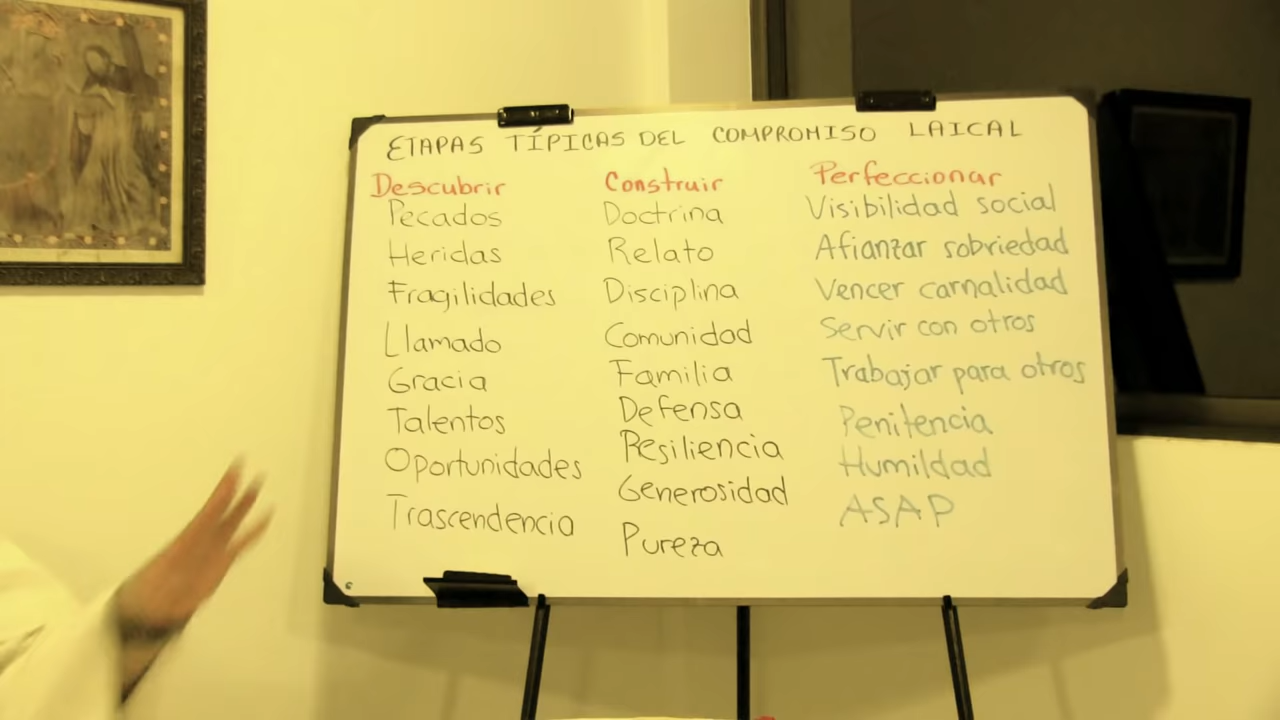 ETAPAS TÍPICAS DEL COMPROMISO LAICAL
Descubrir
Pecados
Heridas
Fragilidades
Llamado
Gracia
Talentos
Oportunidades
Trascendencia
Construir
Doctrina
Relato
Disciplina
Comunidad
Familia
Defensa
Resiliencia
Generosidad
Pureza
Perfeccionar
Visibilidad social
Afianzar sobriedad
Vencer carnalidad
Servir con otros
Trabajar para otros
Penitencia
Humildad
ASAP